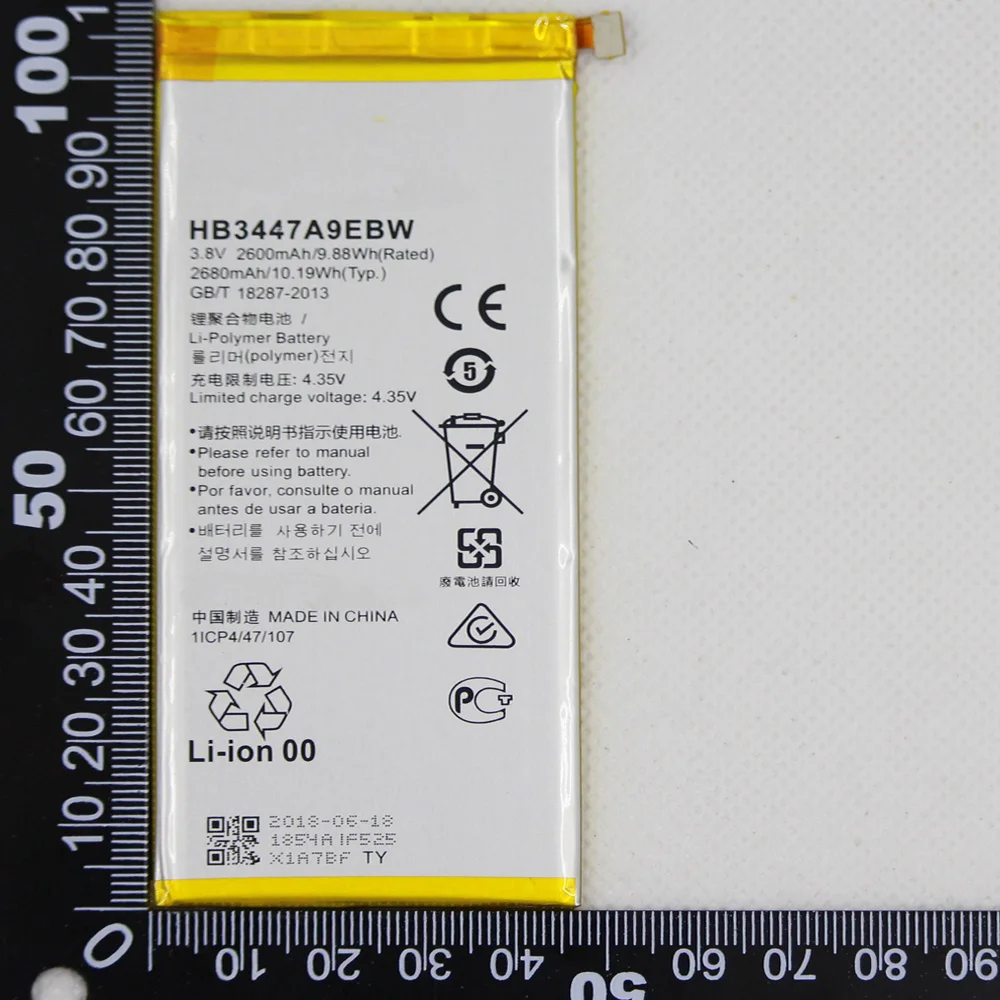 HB3447A9EBW
3.8V 2600mAh/9.88Wh(Rated)
2680mAh/10.19Wh(Typ.)
GB/T 18287-2013
锂聚合物电池 /
Li-Polymer Battery
롤리머(polymer)전지
充电限制电压: 4.35V
Limited charge voltage: 4.35V
•请按照说明书指示使用电池.
•Please refer to manual
before using battery.
•Por favor, consulte o manual
antes de usar a bateria.
•배터리를 사용하기 전에
설명서를 참조하십시오
中国制造 MADE IN CHINA
1ICP4/47/107
Li-ion 00
2018-06-18
1854AIF525
X1A7BF TY
CE
5
廢電池請回收
PCT
100
90
80
70
60
50
40
30
20
10
0
10
20
30
40
50
60
70
80
90